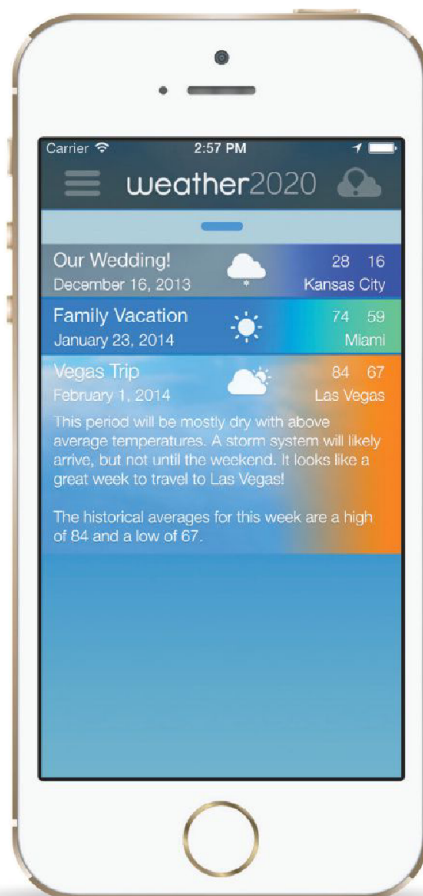 Carrier 2:57 PM
weather2020
Our Wedding! 28 16
December 16, 2013 Kansas City
Family Vacation 74 59
January 23, 2014 Miami
Vegas Trip 84 67
February 1, 2014 Las Vegas
This period will be mostly dry with above
average temperatures. A storm system will likely
arrive, but not until the weekend. It looks like a
great week to travel to Las Vegas!
The historical averages for this week are a high
of 84 and a low of 67.